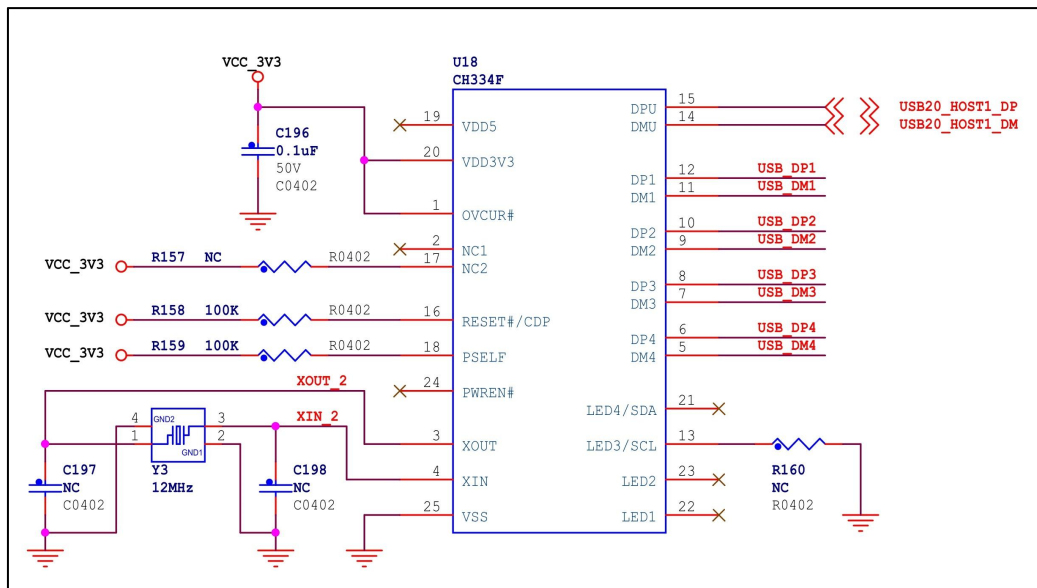 VCC_3V3
C196
0.1uF
50V
C0402
U18
CH334F
19 VDD5
20 VDD3V3
1 OVCUR#
2 NC1
17 NC2
16 RESET#/CDP
18 PSELF
24 PWREN#
3 XOUT
4 XIN
25 VSS
DPU 15 USB20_HOST1_DP
DMU 14 USB20_HOST1_DM
DP1 12 USB_DP1
DM1 11 USB_DM1
DP2 10 USB_DP2
DM2 9 USB_DM2
DP3 8 USB_DP3
DM3 7 USB_DM3
DP4 6 USB_DP4
DM4 5 USB_DM4
LED4/SDA 21
LED3/SCL 13
LED2 23
LED1 22
R160
NC
R0402
VCC_3V3 R157 NC R0402
VCC_3V3 R158 100K R0402
VCC_3V3 R159 100K R0402
XOUT_2
XIN_2
4 GND2 3
1 GND1 2
Y3
12MHz
C197
NC
C0402
C198
NC
C0402